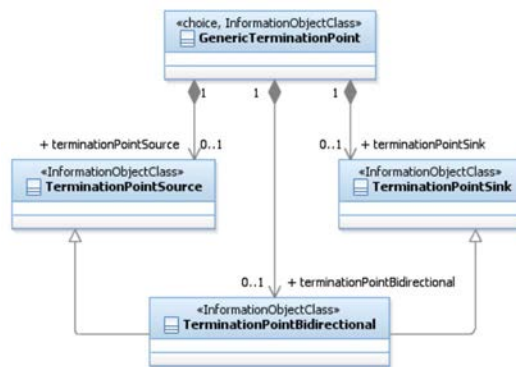 «choice, InformationObjectClass»
GenericTerminationPoint
1 1 1
+ terminationPointSource 0..1 0..1 + terminationPointSink
«InformationObjectClass» «InformationObjectClass»
TerminationPointSource TerminationPointSink
0..1 + terminationPointBidirectional
«InformationObjectClass»
TerminationPointBidirectional